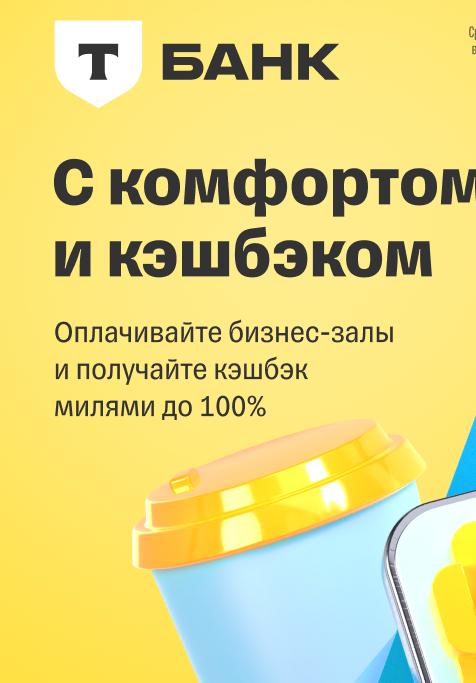 Т БАНК
С комфортом
и кэшбэком
Оплачивайте бизнес-залы
и получайте кэшбэк
милями до 100%